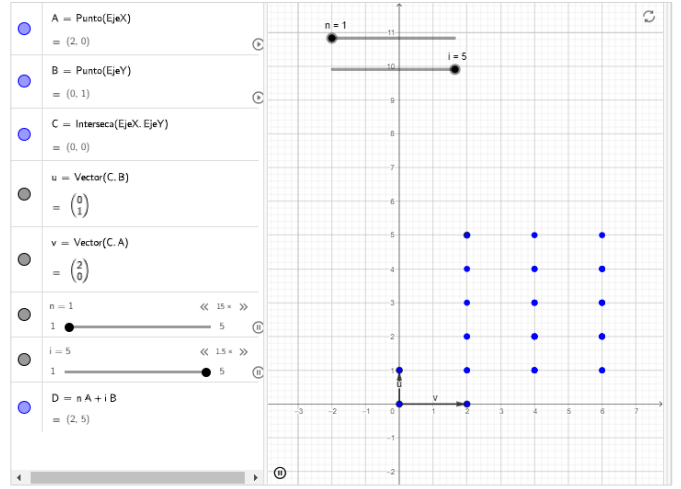 A = Punto(EjeX)
= (2, 0)
B = Punto(EjeY)
= (0, 1)
C = Interseca(EjeX. EjeY)
= (0, 0)
u = Vector(C. B)
= (0
1)
v = Vector(C. A)
= (2
0)
n = 1
« 15 × »
1 5
i = 5
« 1.5 × »
1 5
D = n A + i B
= (2, 5)
n = 1
i = 5
11
10
9
8
7
6
5
4
3
2
1
u
v
-3 -2 -1 0 1 2 3 4 5 6 7
-1
-2